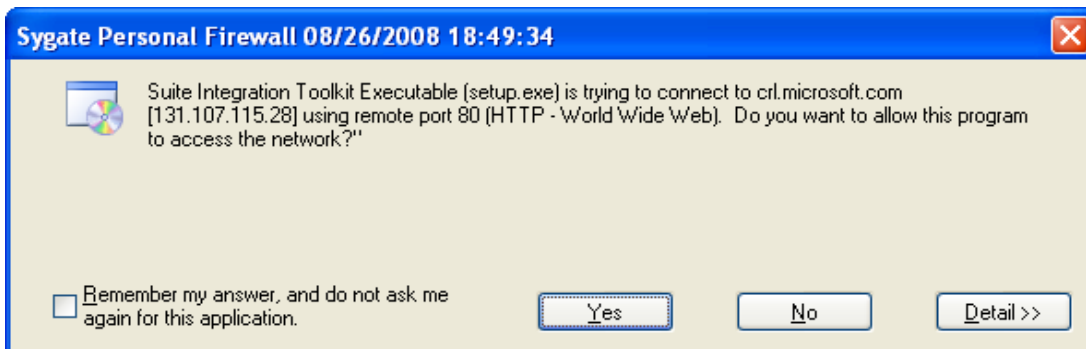 Sygate Personal Firewall 08/26/2008 18:49:34
Suite Integration Toolkit Executable (setup.exe) is trying to connect to crl.microsoft.com
[131.107.115.28] using remote port 80 (HTTP - World Wide Web).  Do you want to allow this program
to access the network?"
Remember my answer, and do not ask me
again for this application.
Yes
No
Detail >>